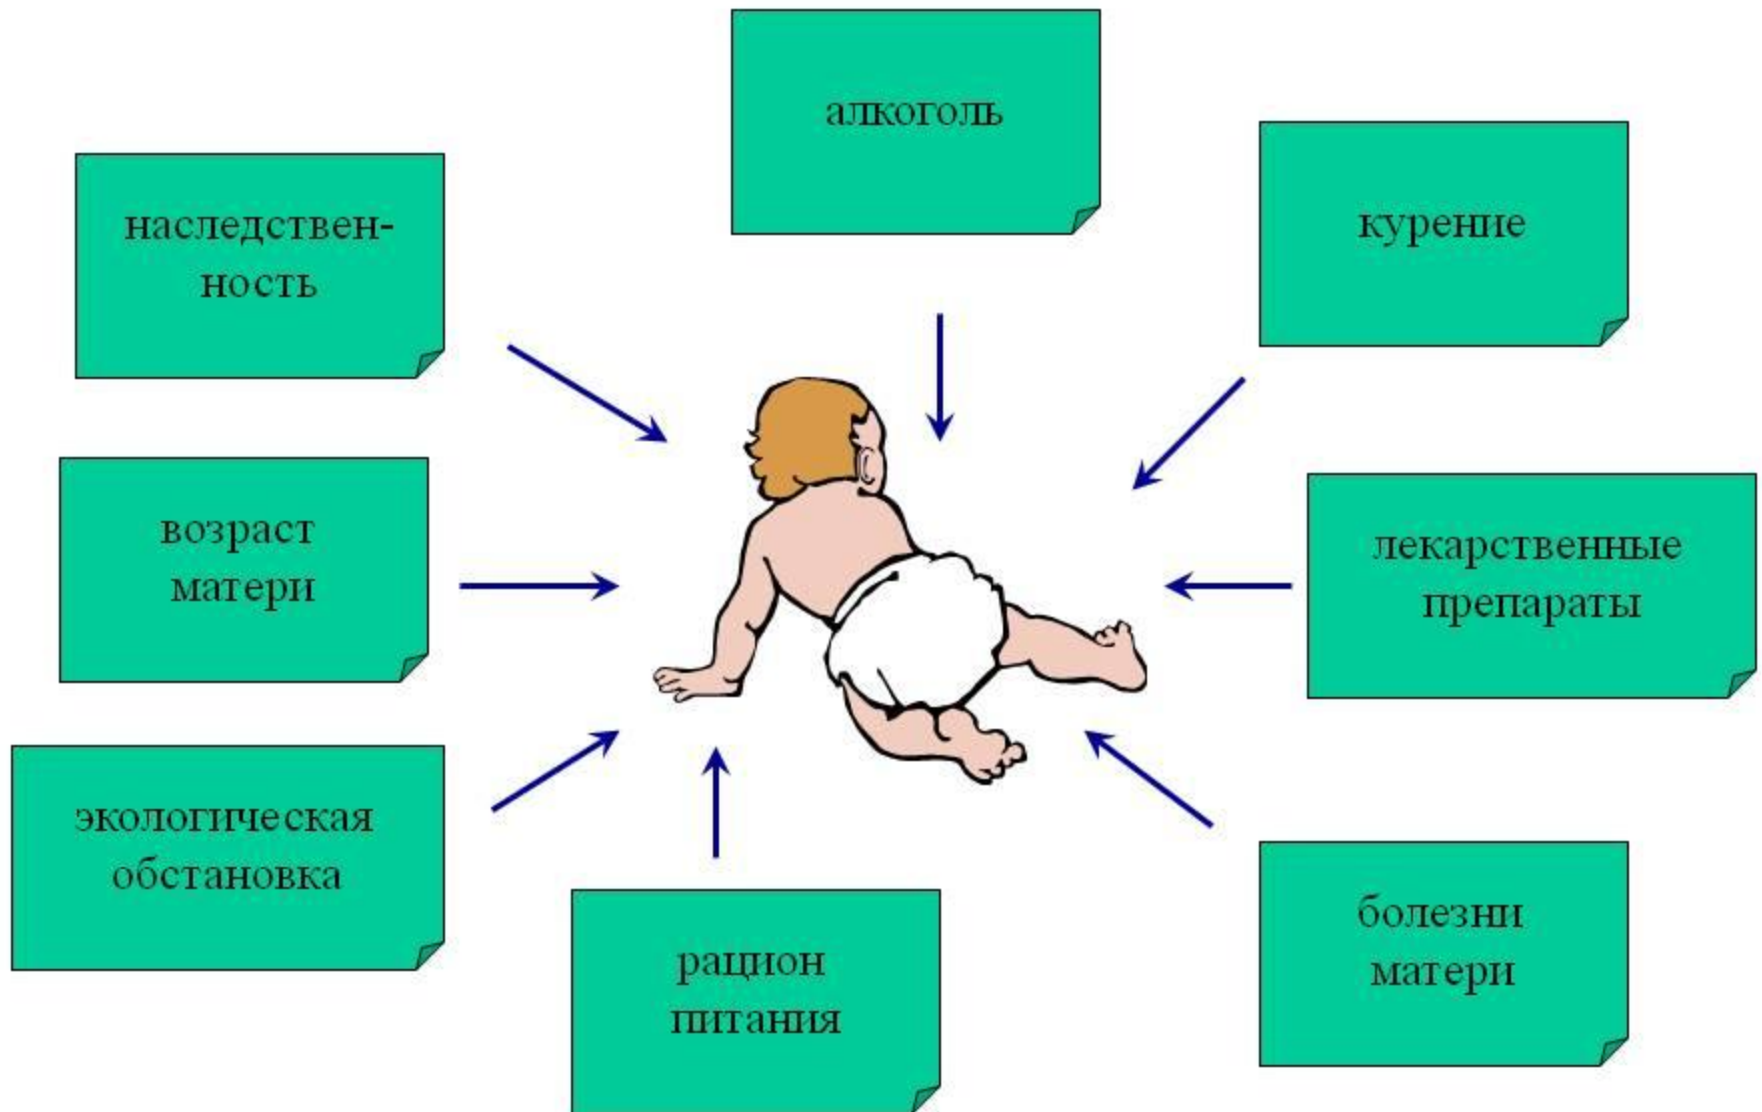 алкоголь
наследствен-
ность
курение
возраст
матери
лекарственные
препараты
экологическая
обстановка
рацион
питания
болезни
матери